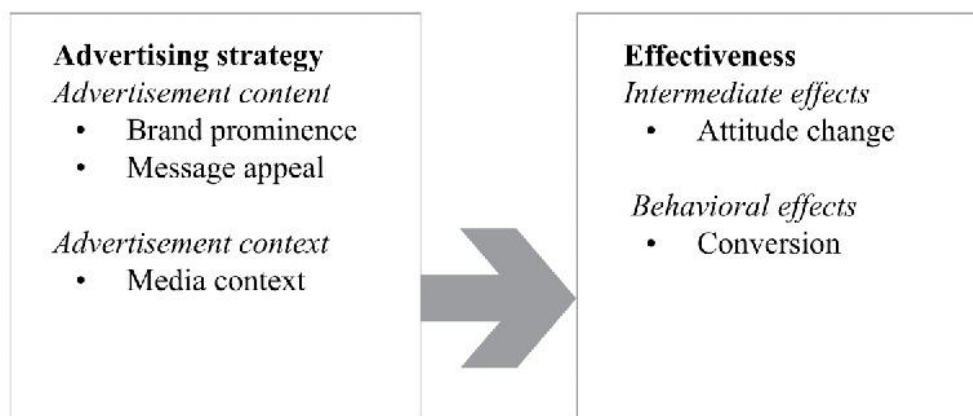 Advertising strategy
Advertisement content
• Brand prominence
• Message appeal
Advertisement context
• Media context
Effectiveness
Intermediate effects
• Attitude change
Behavioral effects
• Conversion